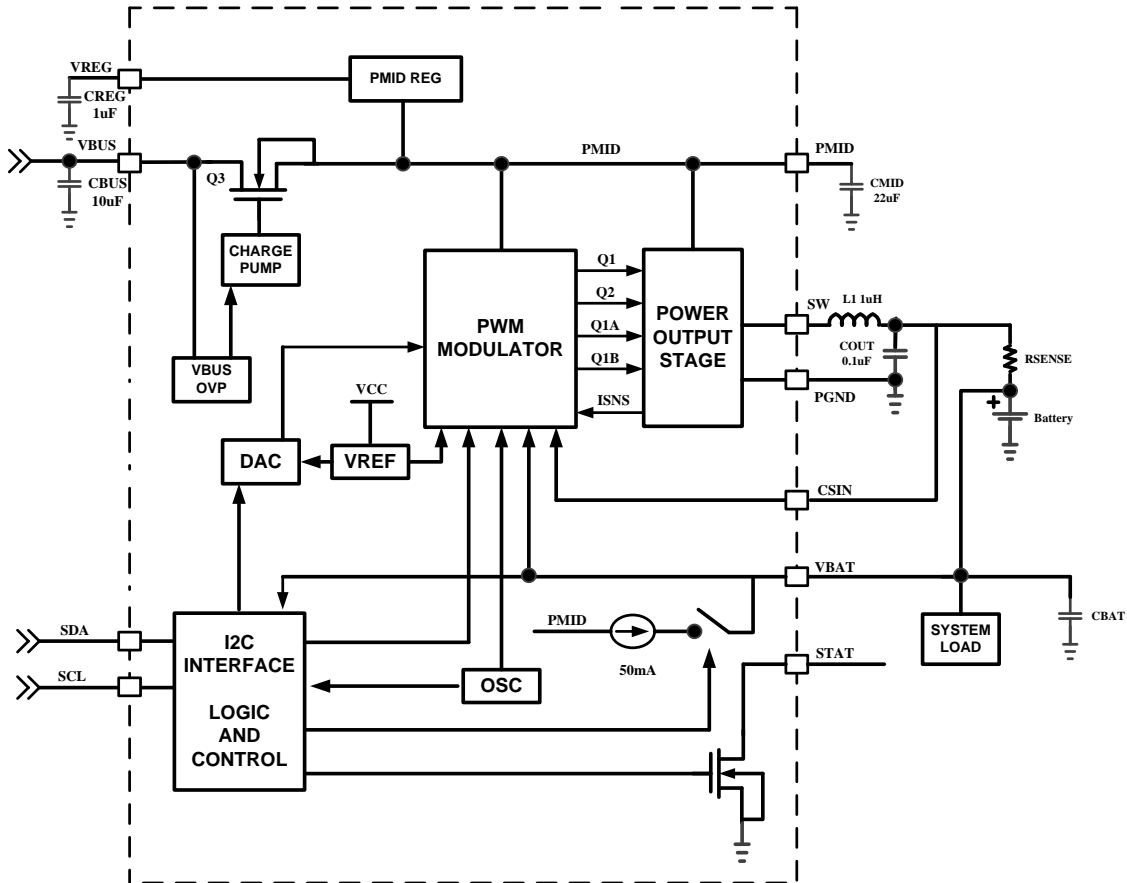 VREG
CREG
1uF
PMID REG
VBUS
CBUS
10uF
Q3
PMID
PMID
CMID
22uF
CHARGE
PUMP
VBUS
OVP
PWM
MODULATOR
Q1
Q2
Q1A
Q1B
ISNS
POWER
OUTPUT
STAGE
SW
L1 1uH
COUT
0.1uF
RSENSE
PGND
+
Battery
VCC
DAC
VREF
CSIN
VBAT
SDA
SCL
I2C
INTERFACE
LOGIC
AND
CONTROL
OSC
PMID
50mA
STAT
SYSTEM
LOAD
CBAT